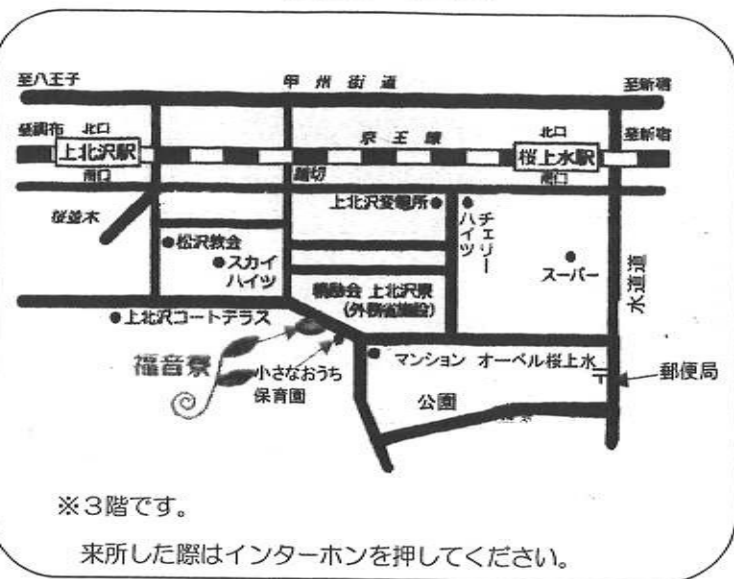 至八王子
甲州街道
至新宿
至調布
北口
京王線
北口
至新宿
上北沢駅
桜上水駅
南口
踏切
南口
桜並木
上北沢変電所
チェリー
ハイツ
松沢教会
スカイ
ハイツ
スーパー
水道道
上北沢寮
(外務省施設)
上北沢コートテラス
福音寮
小さなおうち
保育園
マンション オーベル桜上水
郵便局
公園
※3階です。
来所した際はインターホンを押してください。